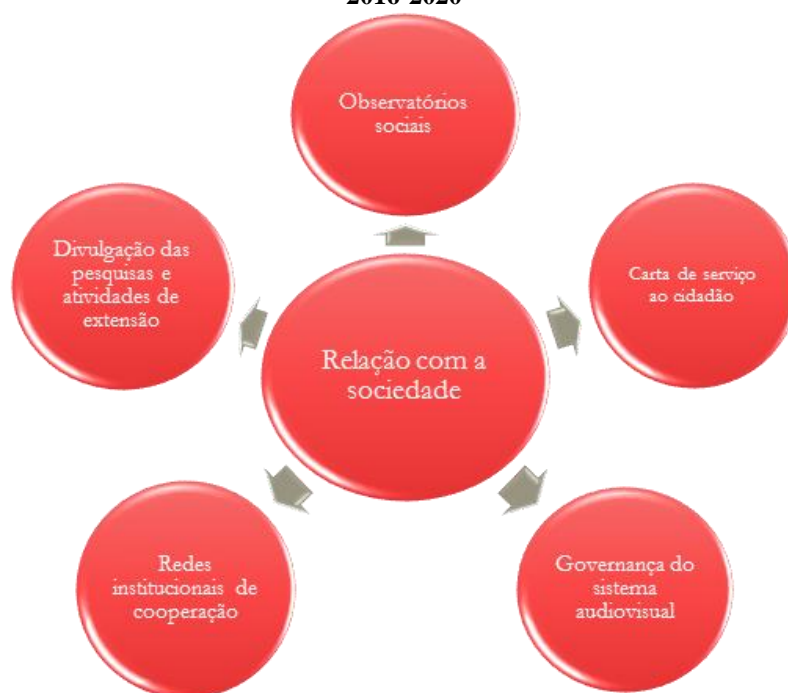 Observatórios
sociais
Divulgação das
pesquisas e
atividades de
extensão
Carta de serviço
ao cidadão
Relação com a
sociedade
Redes
institucionais de
cooperação
Governança do
sistema
audiovisual